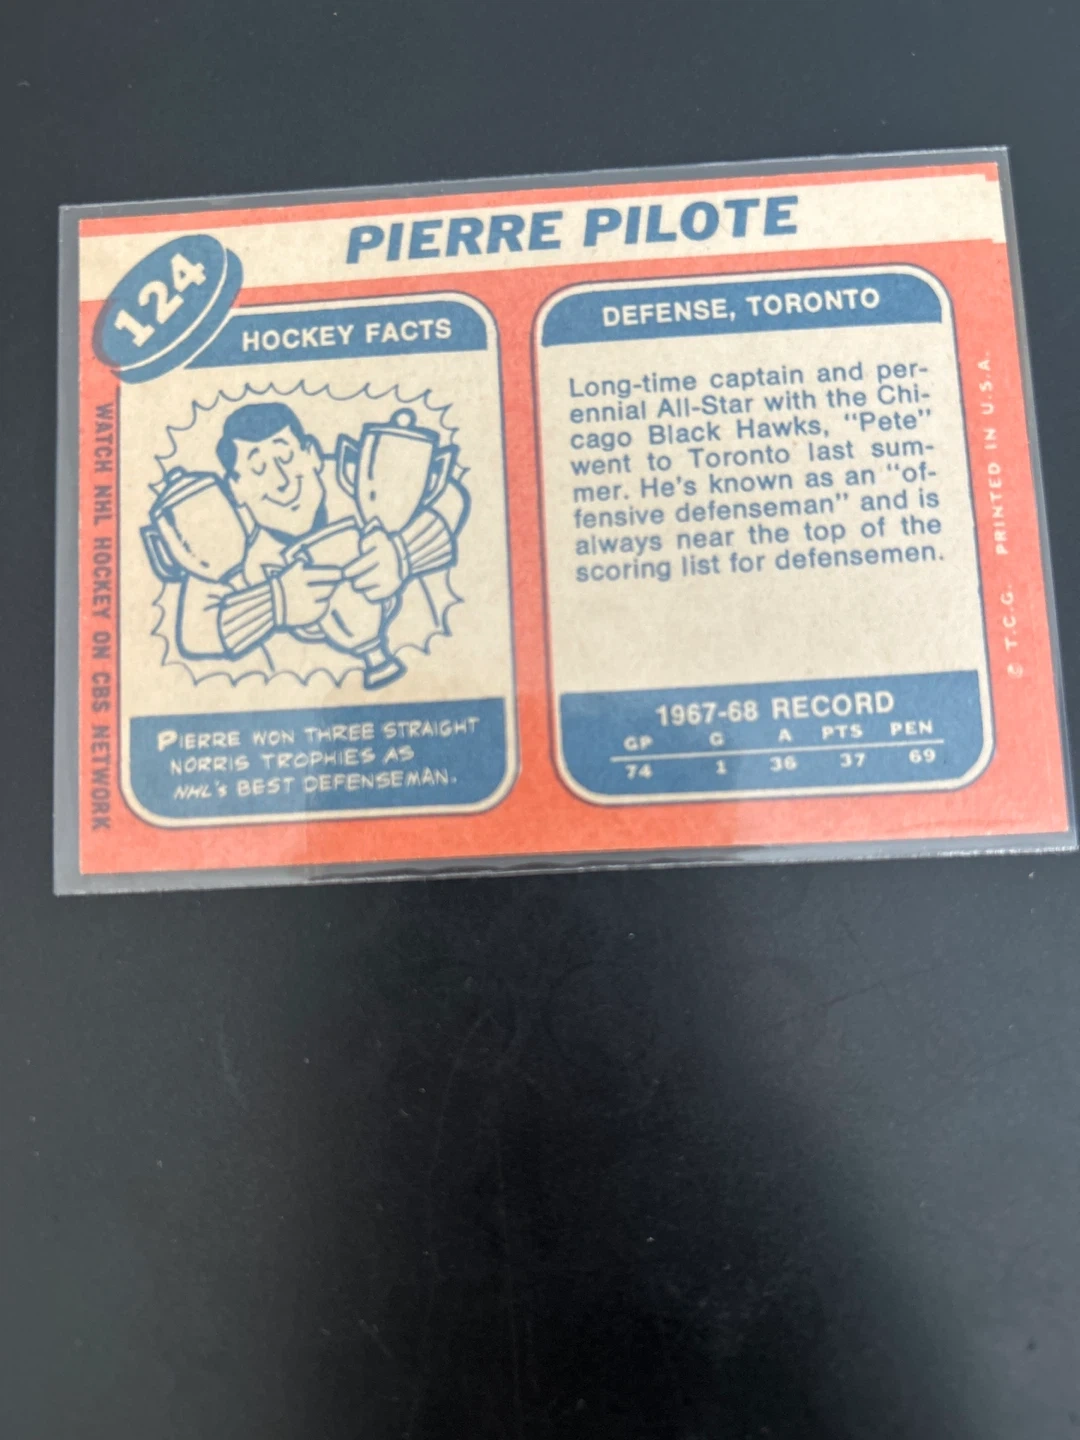 PIERRE PILOTE
124
HOCKEY FACTS
PIERRE WON THREE STRAIGHT
NORRIS TROPHIES AS
NHL's BEST DEFENSEMAN.
DEFENSE, TORONTO
Long-time captain and per-
ennial All-Star with the Chi-
cago Black Hawks, "Pete"
went to Toronto last sum-
mer. He's known as an "of-
fensive defenseman" and is
always near the top of the
scoring list for defensemen.
1967-68 RECORD
GP G A PTS PEN
74 1 36 37 69
WATCH NHL HOCKEY ON CBS NETWORK
© T.C.G. PRINTED IN U.S.A.